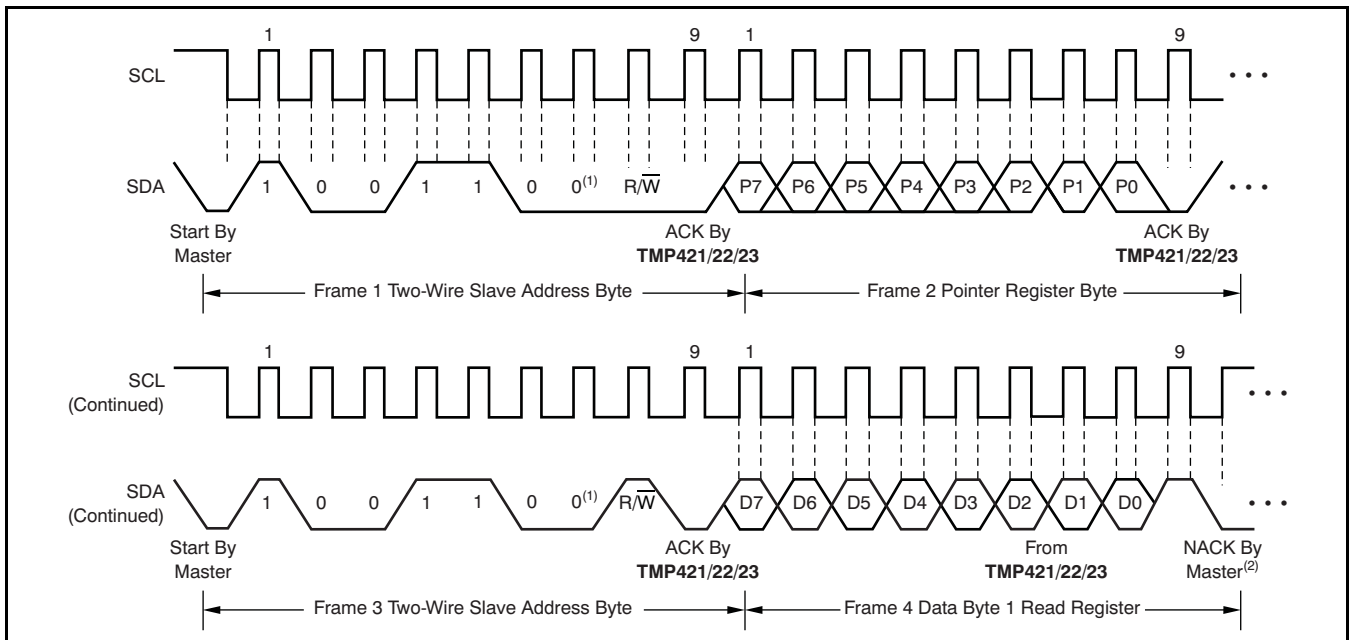 1 9 1 9
SCL • • •
SDA 1 0 0 1 1 0 0(1) R/W̅ P7 P6 P5 P4 P3 P2 P1 P0 • • •
Start By ACK By ACK By
Master TMP421/22/23 TMP421/22/23
Frame 1 Two-Wire Slave Address Byte Frame 2 Pointer Register Byte
1 9 1 9
SCL
(Continued) • • •
SDA 1 0 0 1 1 0 0(1) R/W̅ D7 D6 D5 D4 D3 D2 D1 D0 • • •
(Continued)
Start By ACK By From NACK By
Master TMP421/22/23 TMP421/22/23 Master(2)
Frame 3 Two-Wire Slave Address Byte Frame 4 Data Byte 1 Read Register